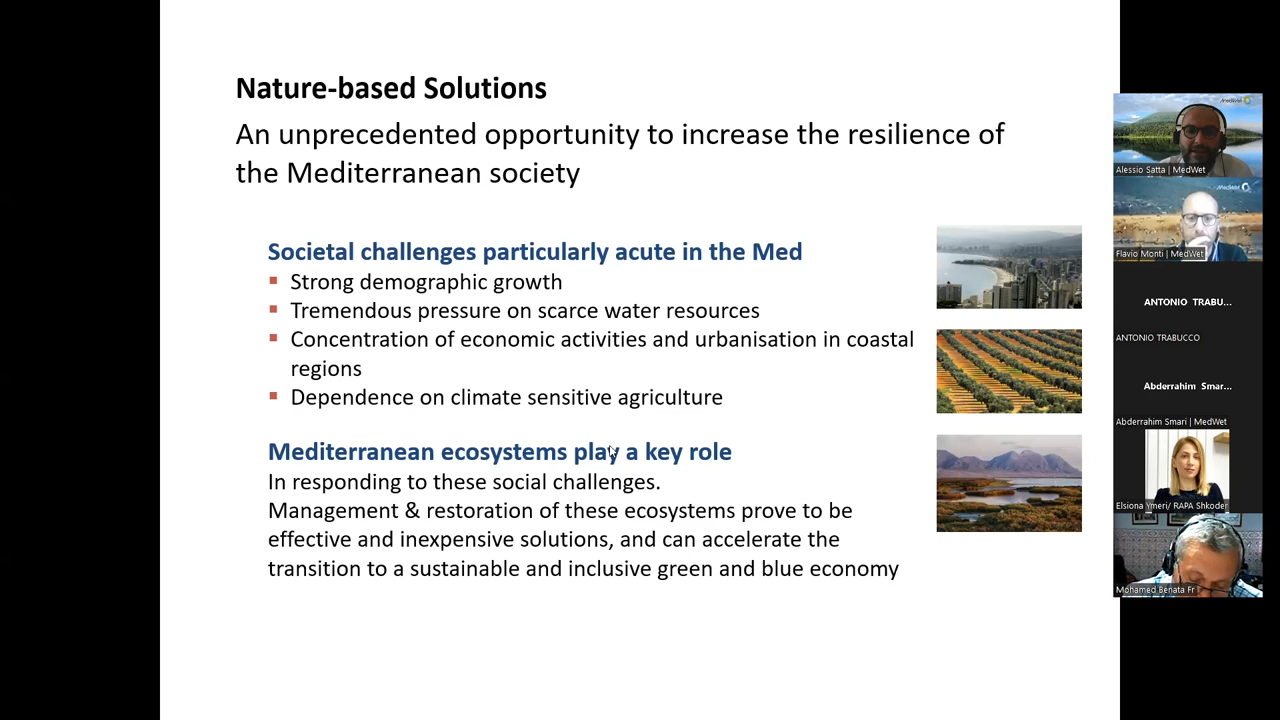 Nature-based Solutions
An unprecedented opportunity to increase the resilience of
the Mediterranean society
Societal challenges particularly acute in the Med
Strong demographic growth
Tremendous pressure on scarce water resources
Concentration of economic activities and urbanisation in coastal
regions
Dependence on climate sensitive agriculture
Mediterranean ecosystems play a key role
In responding to these social challenges.
Management & restoration of these ecosystems prove to be
effective and inexpensive solutions, and can accelerate the
transition to a sustainable and inclusive green and blue economy
MedWet
Alessio Satta | MedWet
MedWet
Flavio Monti | MedWet
ANTONIO TRABU...
ANTONIO TRABUCCO
Abderrahim Smar...
Abderrahim Smari | MedWet
Elsiona Ymeri/ RAPA Shkoder
Mohamed Benata Fr